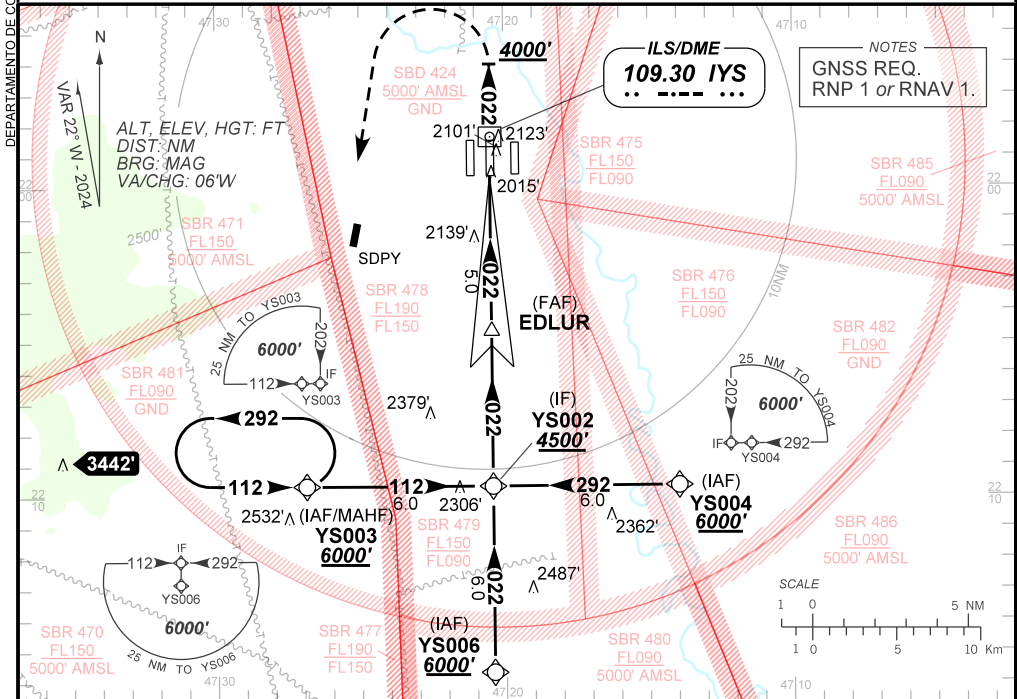 DEPARTAMENTO DE CO
47'30
47'20
47'10
N
VAR 22° W - 2024
ALT, ELEV, HGT: FT
DIST: NM
BRG: MAG
VA/CHG: 06'W
4000'
ILS/DME
109.30 IYS
NOTES
GNSS REQ.
RNP 1 or RNAV 1.
SBD 424
5000' AMSL
GND
022
2101'
2123'
2015'
SBR 475
FL150
FL090
SBR 485
FL090
5000' AMSL
22
00
22
00
SBR 471
FL150
5000' AMSL
2500'
SDPY
2139'
022
5.0
SBR 478
FL190
FL150
SBR 476
FL150
FL090
10NM
(FAF)
EDLUR
SBR 482
FL090
GND
25 NM TO YS003
202
6000'
112
IF
YS003
SBR 481
FL090
GND
25 NM TO YS004
202
6000'
IF
292
YS004
2379'
022
(IF)
YS002
4500'
292
3442'
112
112
6.0
2306'
292
6.0
(IAF)
YS004
6000'
2532'
(IAF/MAHF)
YS003
6000'
2362'
22
10
22
10
SBR 479
FL150
FL090
SBR 486
FL090
5000' AMSL
IF
112
292
YS006
6000'
25 NM TO YS006
022
6.0
2487'
(IAF)
YS006
6000'
SBR 470
FL150
5000' AMSL
SBR 477
FL190
FL150
SBR 480
FL090
5000' AMSL
SCALE
1 0 5 NM
1 0 5 10 Km
47'30
47'20
47'10